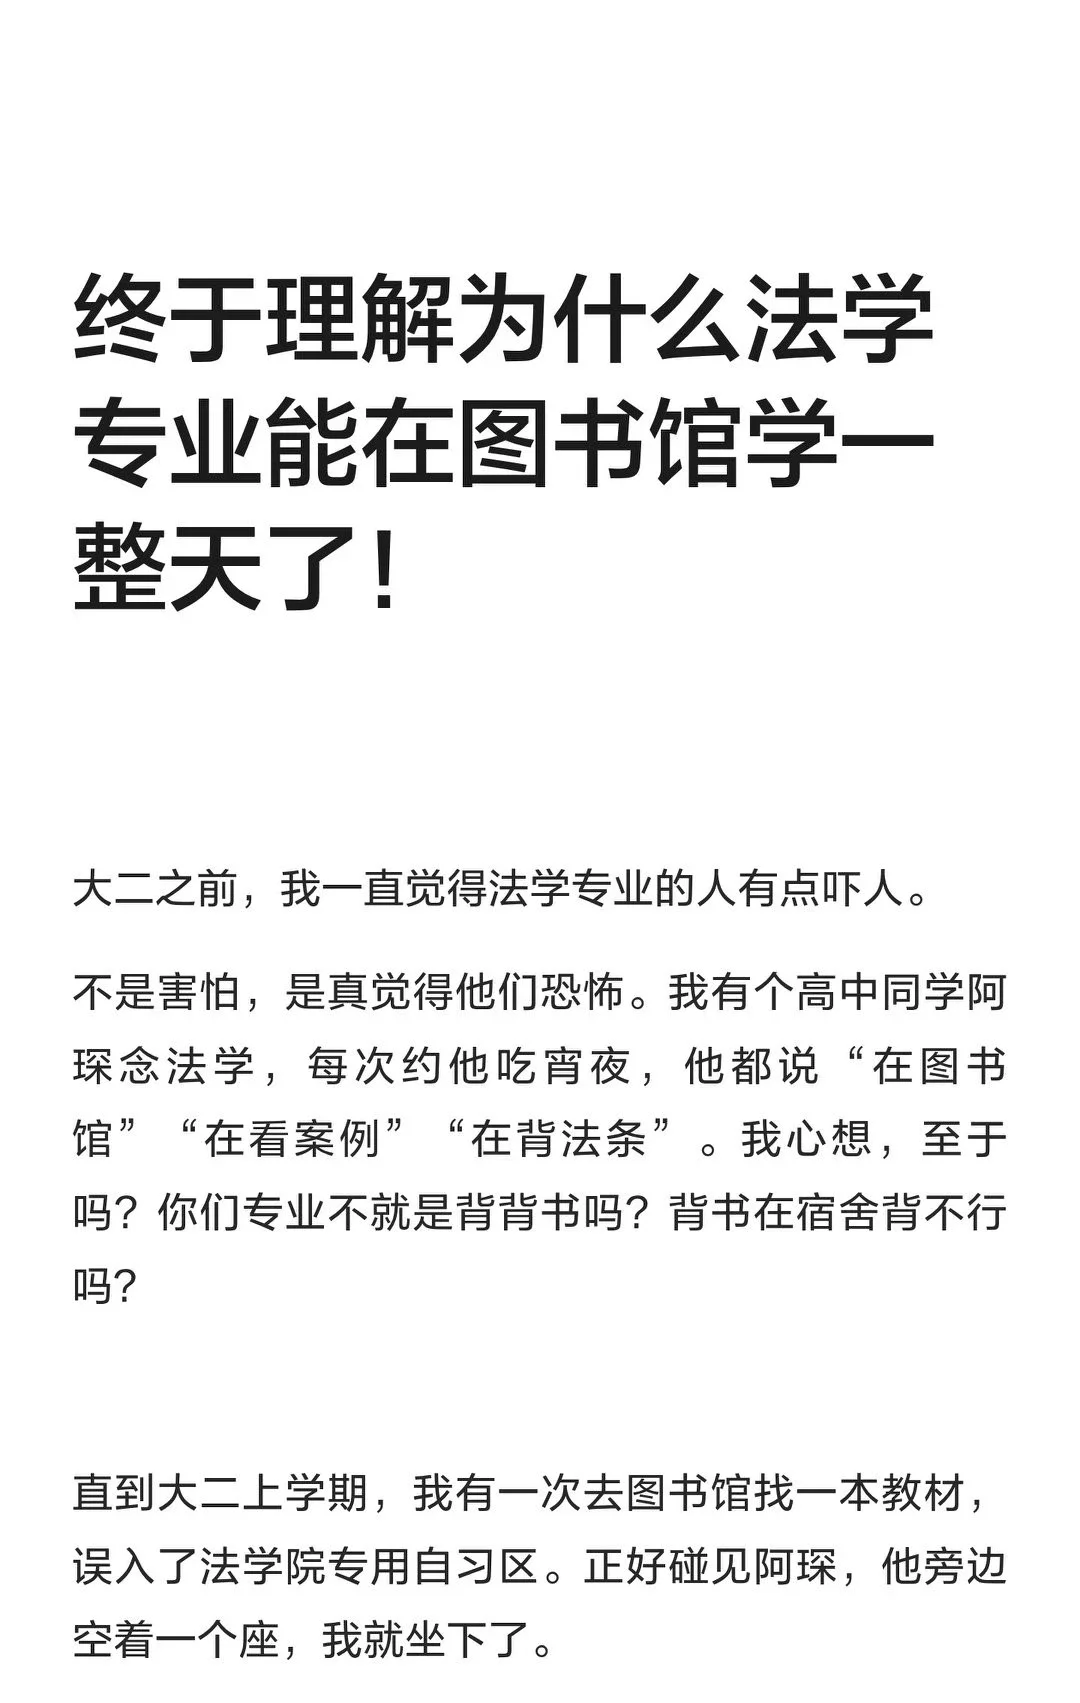 终于理解为什么法学
专业能在图书馆学一
整天了！
大二之前，我一直觉得法学专业的人有点吓人。
不是害怕，是真觉得他们恐怖。我有个高中同学阿
琛念法学，每次约他吃宵夜，他都说“在图书
馆”“在看案例”“在背法条”。我心想，至于
吗？你们专业不就是背背书吗？背书在宿舍背不行
吗？
直到大二上学期，我有一次去图书馆找一本教材，
误入了法学院专用自习区。正好碰见阿琛，他旁边
空着一个座，我就坐下了。